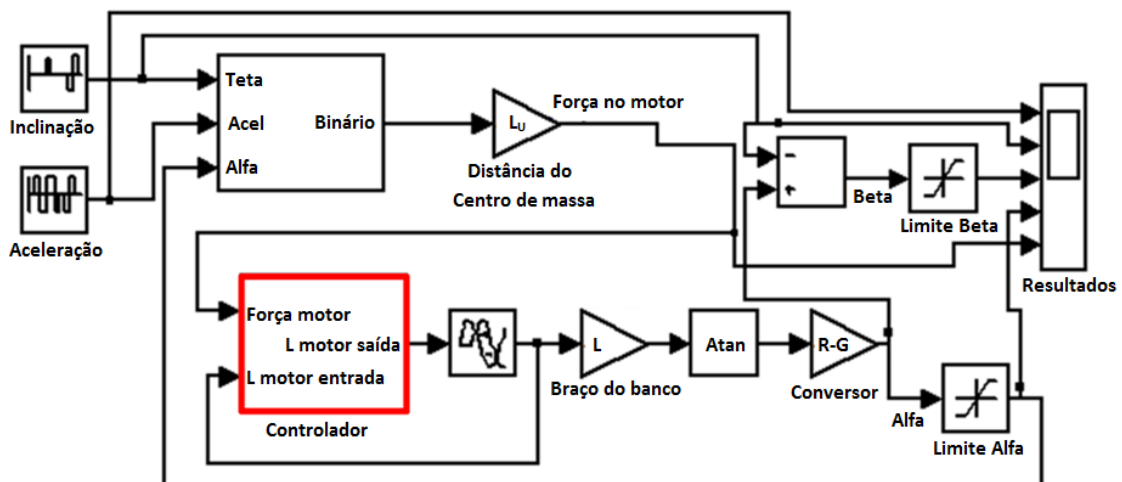 Inclinação
Aceleração
Teta
Acel
Alfa
Binário
L_U
Distância do
Centro de massa
Força no motor
-
+
Beta
Limite Beta
Resultados
Força motor
L motor saída
L motor entrada
Controlador
L
Braço do banco
Atan
R-G
Conversor
Alfa
Limite Alfa